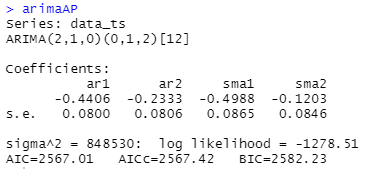 > arimaAP
Series: data_ts
ARIMA(2,1,0)(0,1,2)[12]
Coefficients:
ar1 ar2 sma1 sma2
-0.4406 -0.2333 -0.4988 -0.1203
s.e. 0.0800 0.0806 0.0865 0.0846
sigma^2 = 848530: log likelihood = -1278.51
AIC=2567.01 AICc=2567.42 BIC=2582.23